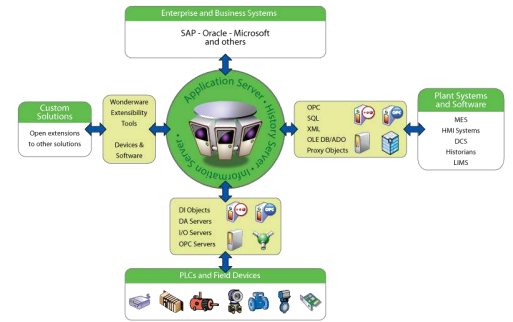 Enterprise and Business Systems
SAP - Oracle - Microsoft
and others
Custom
Solutions
Open extensions
to other solutions
Wonderware
Extensibility
Tools
Devices &
Software
Application Server • History Server • Information Server •
OPC
SQL
XML
OLE DB/ADO
Proxy Objects
OPC
Plant Systems
and Software
MES
HMI Systems
DCS
Historians
LIMS
DI Objects
DA Servers
I/O Servers
OPC Servers
OPC
PLCs and Field Devices